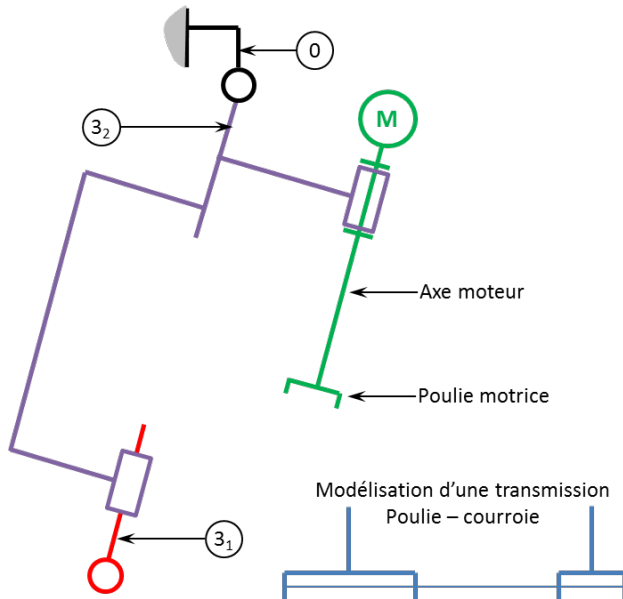 0
3₂
M
Axe moteur
Poulie motrice
Modélisation d'une transmission
Poulie – courroie
3₁